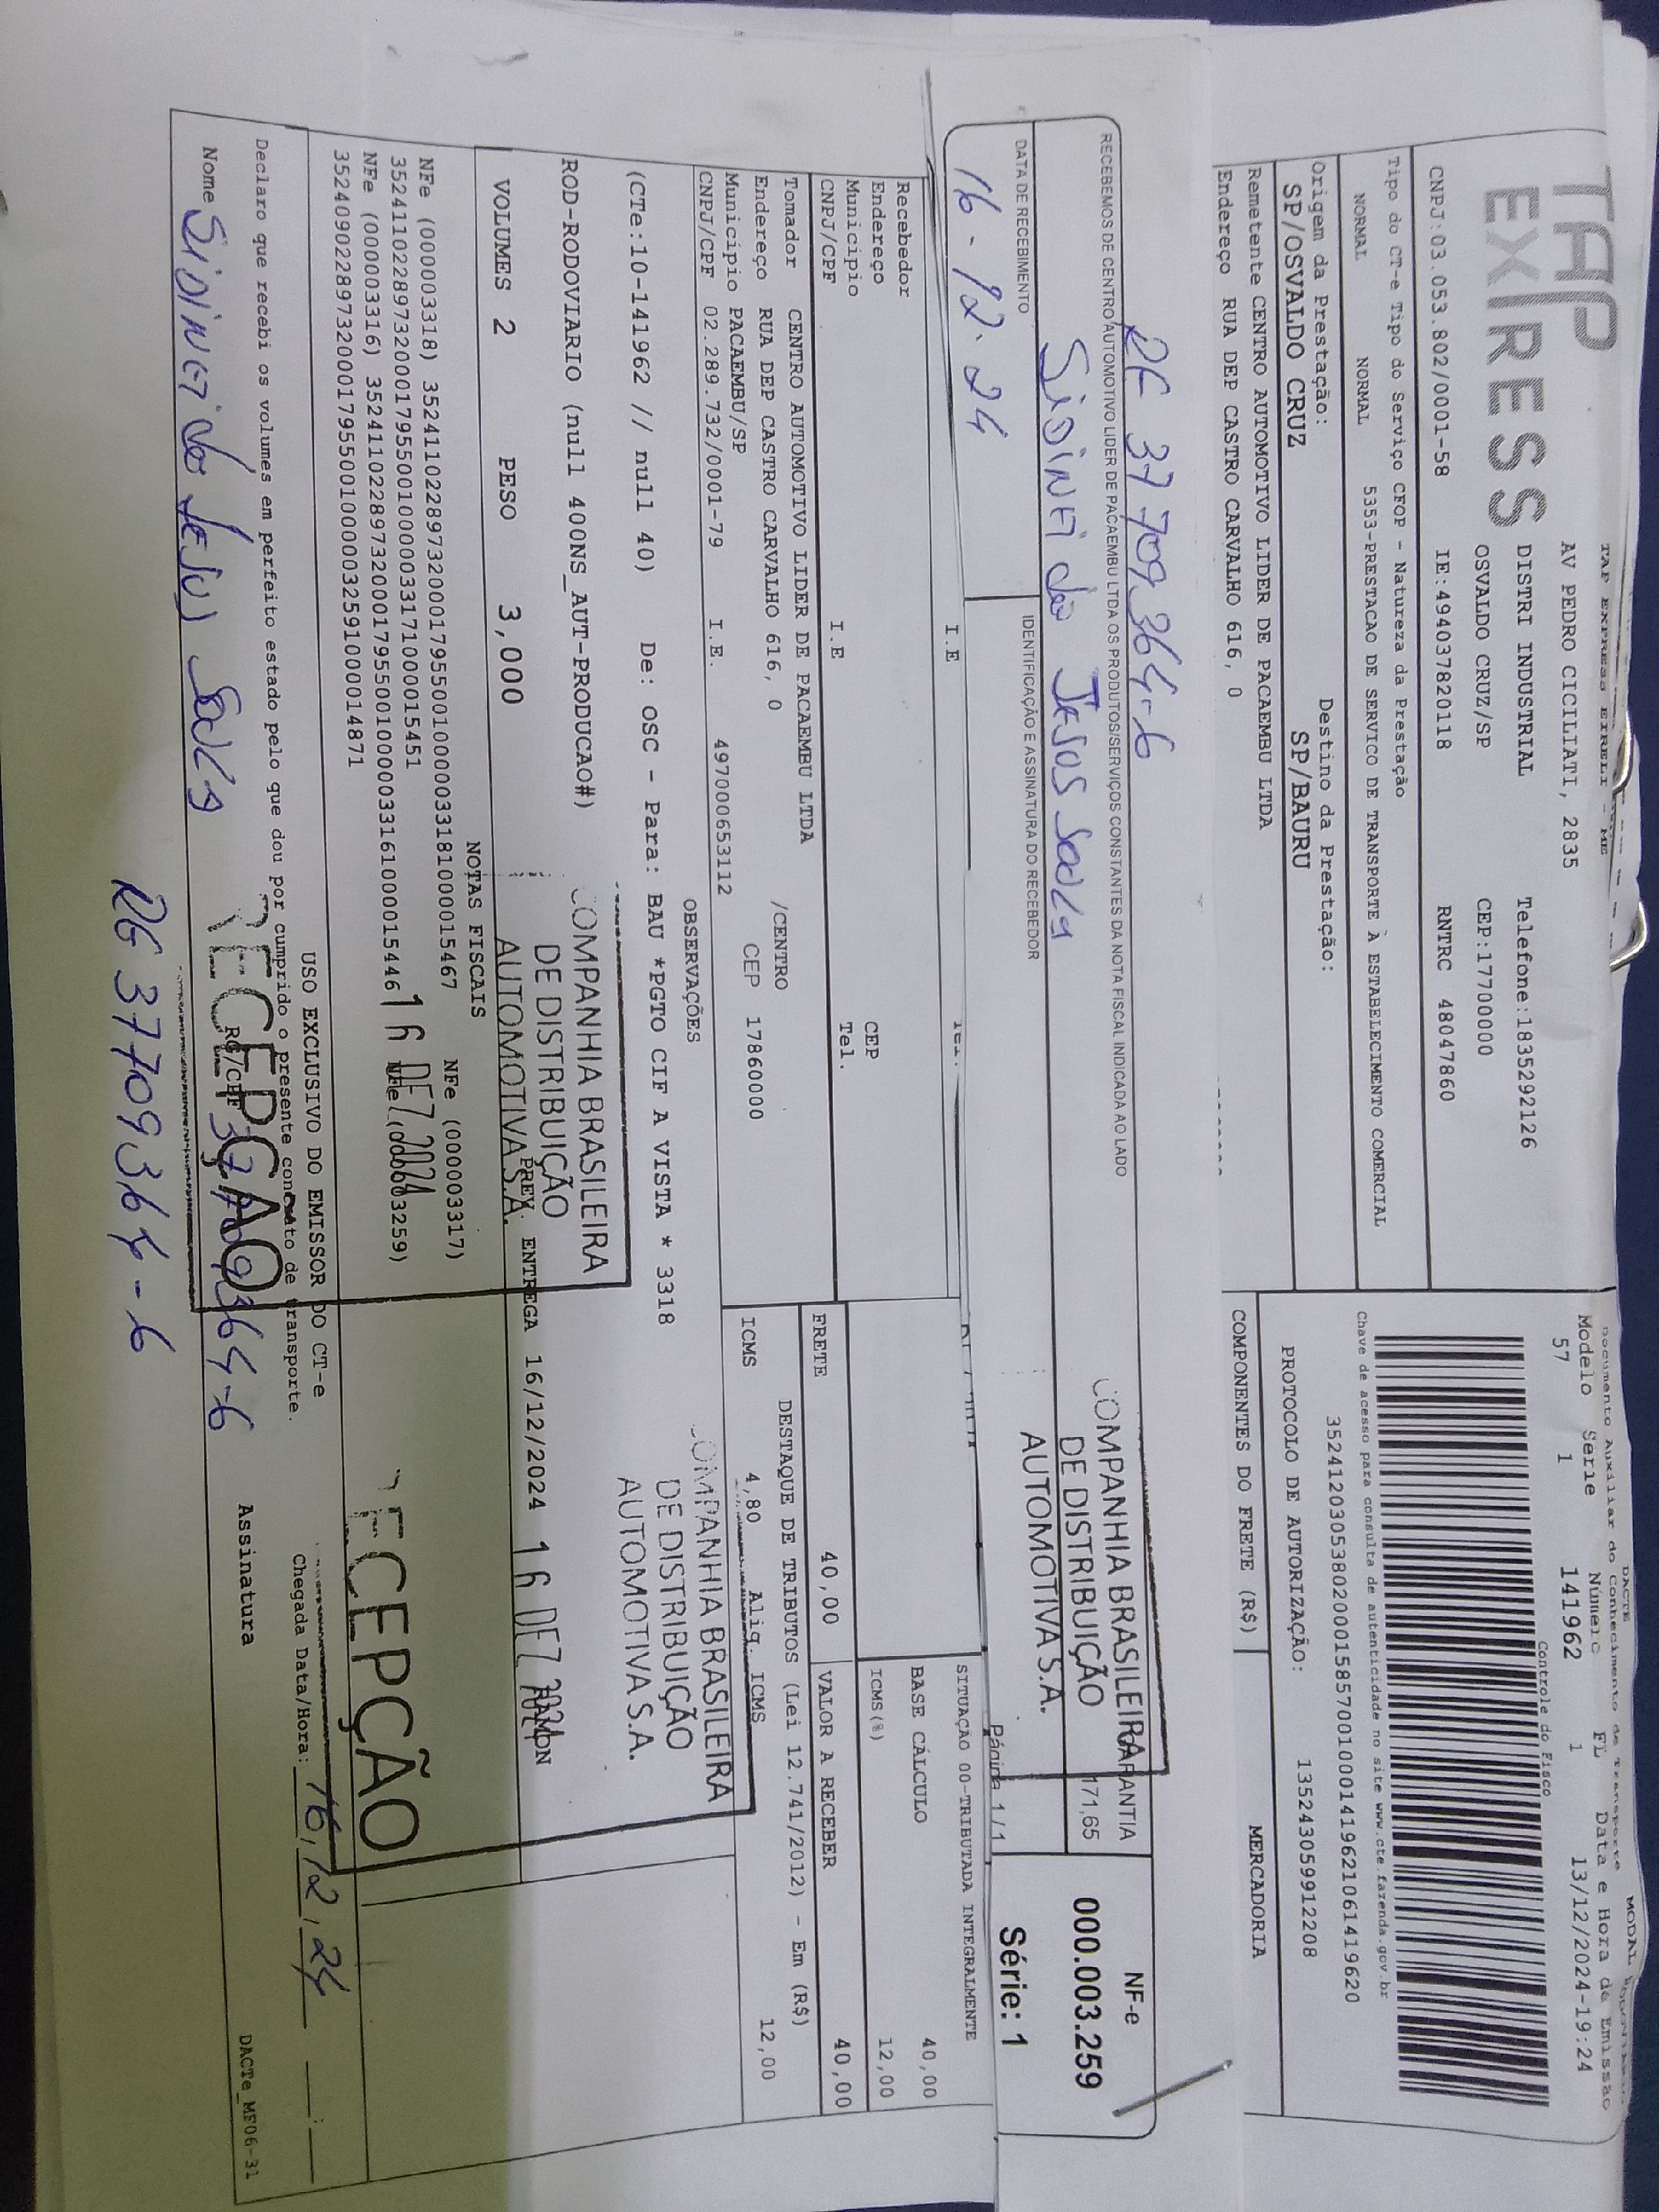 TAP
EXPRESS
TAP EXPRESS EIRELI - ME
AV PEDRO CICILIATI, 2835
DISTRI INDUSTRIAL Telefone:1835292126
OSVALDO CRUZ/SP CEP:17700000
CNPJ:03.053.802/0001-58 IE:494037820118 RNTRC 48047860
Tipo do CT-e Tipo do Serviço CFOP - Natureza da Prestação
NORMAL NORMAL 5353-PRESTACAO DE SERVICO DE TRANSPORTE À ESTABELECIMENTO COMERCIAL
Origem da Prestação: Destino da Prestação:
SP/OSVALDO CRUZ SP/BAURU
Remetente CENTRO AUTOMOTIVO LIDER DE PACAEMBU LTDA
Endereço RUA DEP CASTRO CARVALHO 616, 0
DACTE
Documento Auxiliar do Conhecimento de Transporte
MODAL
Modelo Série Número FL Data e Hora de Emissão
57 1 141962 1 13/12/2024-19:24
Controle do Fisco
Chave de acesso para consulta de autenticidade no site www.cte.fazenda.gov.br
35241203053802000158570010001419621061419620
PROTOCOLO DE AUTORIZAÇÃO: 135243059912208
COMPONENTES DO FRETE (R$) MERCADORIA
RG 37 709 364-6
RECEBEMOS DE CENTRO AUTOMOTIVO LIDER DE PACAEMBU LTDA OS PRODUTOS/SERVIÇOS CONSTANTES DA NOTA FISCAL INDICADA AO LADO
Sidinei de Jesus
DATA DE RECEBIMENTO IDENTIFICAÇÃO E ASSINATURA DO RECEBEDOR
16-12-24
COMPANHIA BRASILEIRA
DE DISTRIBUIÇÃO
AUTOMOTIVA S.A.
GARANTIA
171,65
NF-e
000.003.259
Série: 1
Página 1/1
I.E
Recebedor
Endereço CEP
Município I.E Tel.
CNPJ/CPF
Tomador CENTRO AUTOMOTIVO LIDER DE PACAEMBU LTDA
Endereço RUA DEP CASTRO CARVALHO 616, 0 /CENTRO
Município PACAEMBU/SP CEP 17860000
CNPJ/CPF 02.289.732/0001-79 I.E. 497000653112
SITUAÇÃO 00-TRIBUTADA INTEGRALMENTE
BASE CÁLCULO 40,00
ICMS(%) 12,00
FRETE 40,00 VALOR A RECEBER 40,00
DESTAQUE DE TRIBUTOS (Lei 12.741/2012) - Em (R$)
ICMS 4,80 Aliq. ICMS 12,00
OBSERVAÇÕES
(CTe:10-141962 // null 40) De: OSC - Para: BAU *PGTO CIF A VISTA * 3318
COMPANHIA BRASILEIRA
DE DISTRIBUIÇÃO
AUTOMOTIVA S.A.
ROD-RODOVIARIO (null 400NS_AUT-PRODUCAO#)
COMPANHIA BRASILEIRA
DE DISTRIBUIÇÃO
AUTOMOTIVA S.A.
VOLUMES 2 PESO 3,000 PREV. ENTREGA 16/12/2024
16 DEZ 2024
NOTAS FISCAIS
NFe (000003318) 35241102289732000179550010000033181000015467 NFe (000003317)
35241102289732000179550010000033171000015451
NFe (000003316) 35241102289732000179550010000033161000015446 NFe (000003259)
35240902289732000179550010000032591000014871
16 DEZ 2024
RECEPÇÃO
RECEPÇÃO
USO EXCLUSIVO DO EMISSOR DO CT-e
Declaro que recebi os volumes em perfeito estado pelo que dou por cumprido o presente contrato de transporte.
Chegada Data/Hora: 16,12,24
Nome Sidinei de Jesus RG/CPF 37709364-6 Assinatura
DACTe_MF06-31
RG 37709364-6